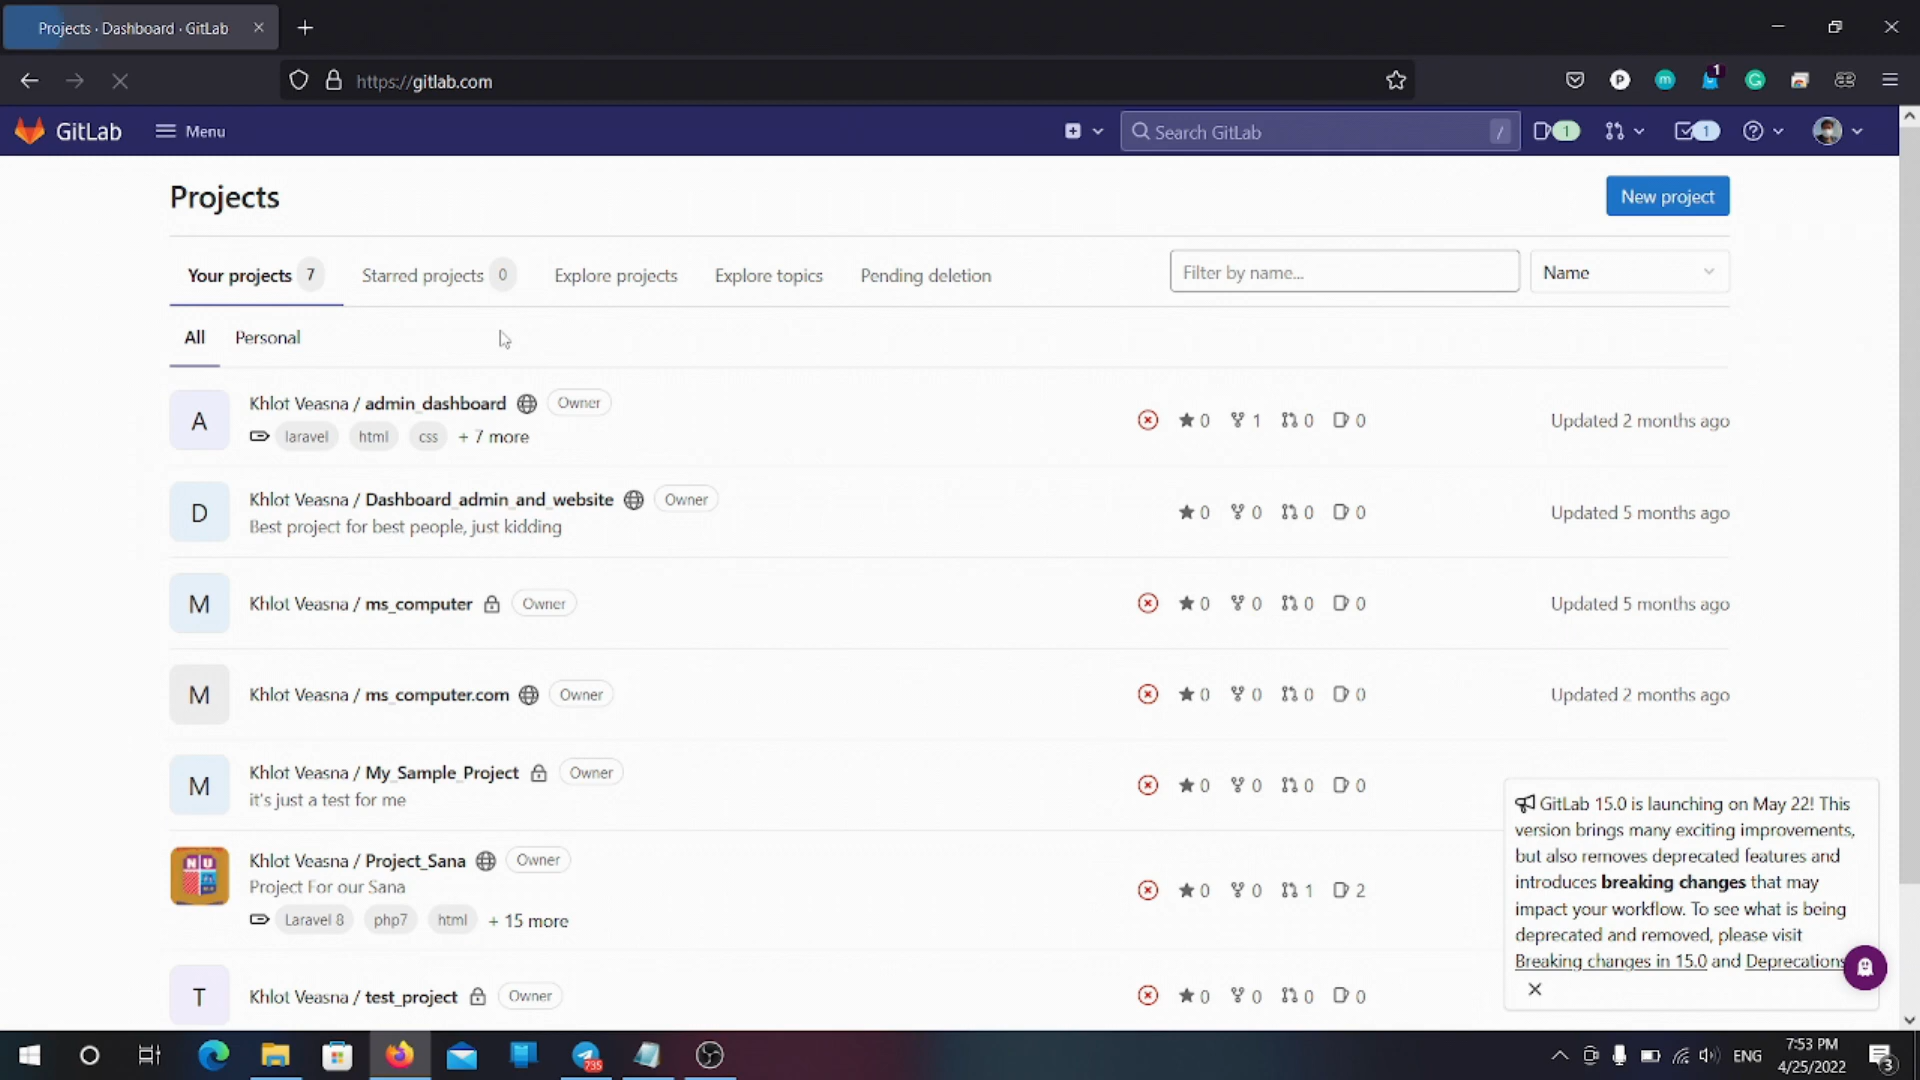 Projects · Dashboard · GitLab
https://gitlab.com
1
GitLab
Menu
Search GitLab
/
1
1
Projects
New project
Your projects 7
Starred projects 0
Explore projects
Explore topics
Pending deletion
Filter by name...
Name
All
Personal
A
Khlot Veasna / admin_dashboard
Owner
laravel
html
css
+ 7 more
0
1
0
0
Updated 2 months ago
D
Khlot Veasna / Dashboard_admin_and_website
Owner
Best project for best people, just kidding
0
0
0
0
Updated 5 months ago
M
Khlot Veasna / ms_computer
Owner
0
0
0
0
Updated 5 months ago
M
Khlot Veasna / ms_computer.com
Owner
0
0
0
0
Updated 2 months ago
M
Khlot Veasna / My_Sample_Project
Owner
it's just a test for me
0
0
0
0
NU
Khlot Veasna / Project_Sana
Owner
Project For our Sana
Laravel 8
php7
html
+ 15 more
0
0
1
2
T
Khlot Veasna / test_project
Owner
0
0
0
0
GitLab 15.0 is launching on May 22! This
version brings many exciting improvements,
but also removes deprecated features and
introduces breaking changes that may
impact your workflow. To see what is being
deprecated and removed, please visit
Breaking changes in 15.0 and Deprecations
735
ENG
7:53 PM
4/25/2022
3